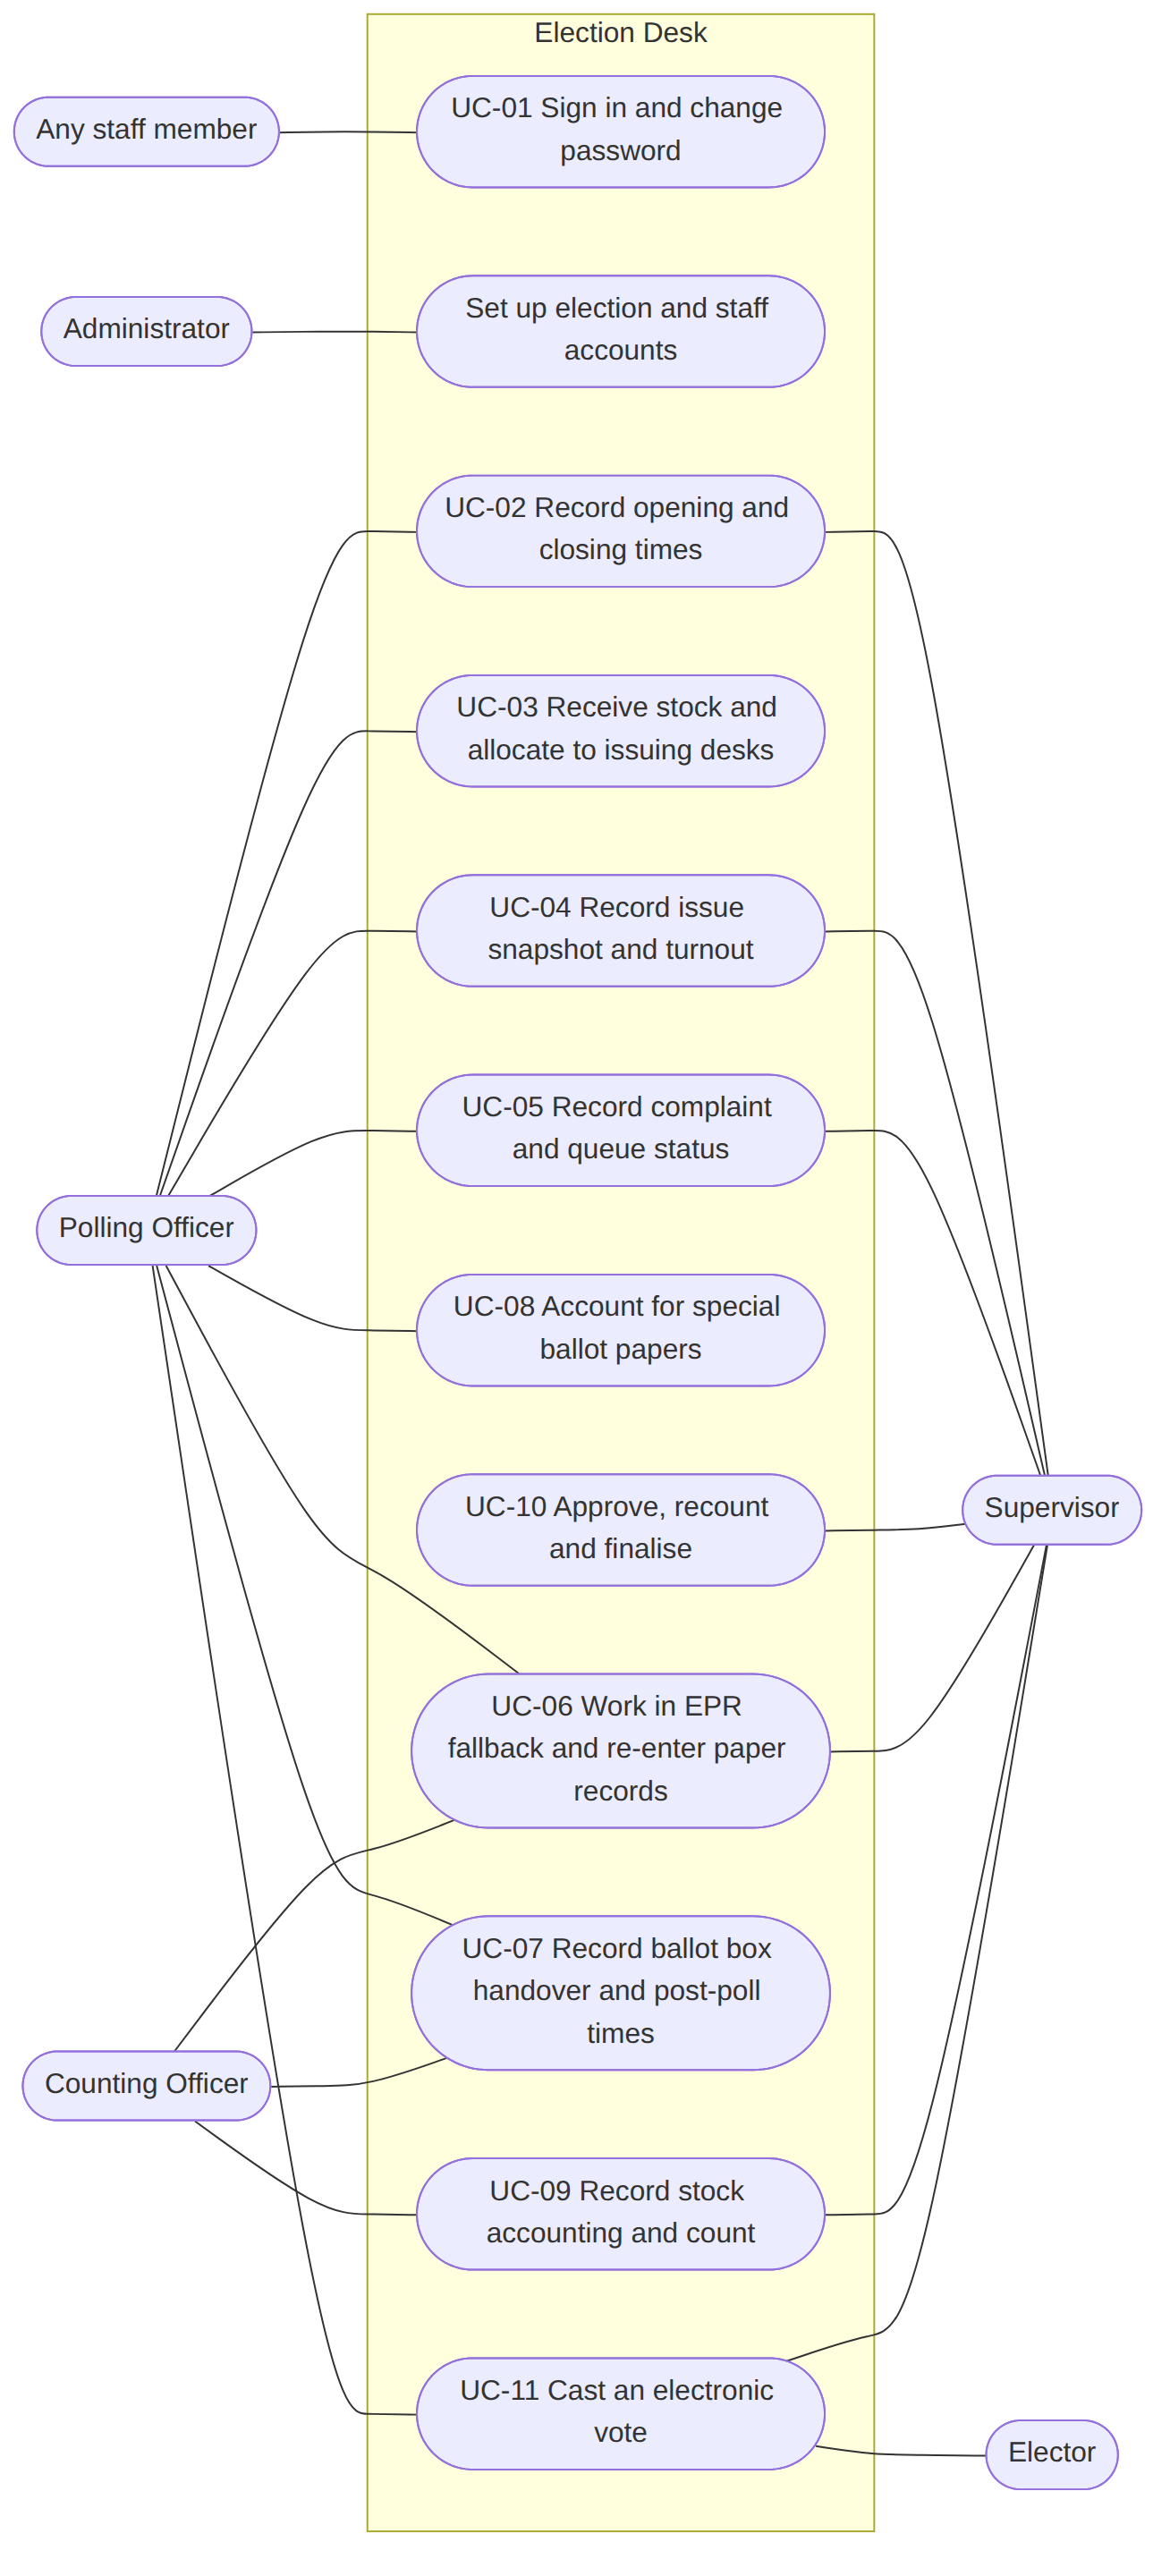 Election Desk
UC-01 Sign in and change
password
Any staff member
Set up election and staff
accounts
Administrator
UC-02 Record opening and
closing times
UC-03 Receive stock and
allocate to issuing desks
UC-04 Record issue
snapshot and turnout
UC-05 Record complaint
and queue status
Polling Officer
UC-08 Account for special
ballot papers
UC-10 Approve, recount
and finalise
Supervisor
UC-06 Work in EPR
fallback and re-enter paper
records
UC-07 Record ballot box
handover and post-poll
times
Counting Officer
UC-09 Record stock
accounting and count
UC-11 Cast an electronic
vote
Elector